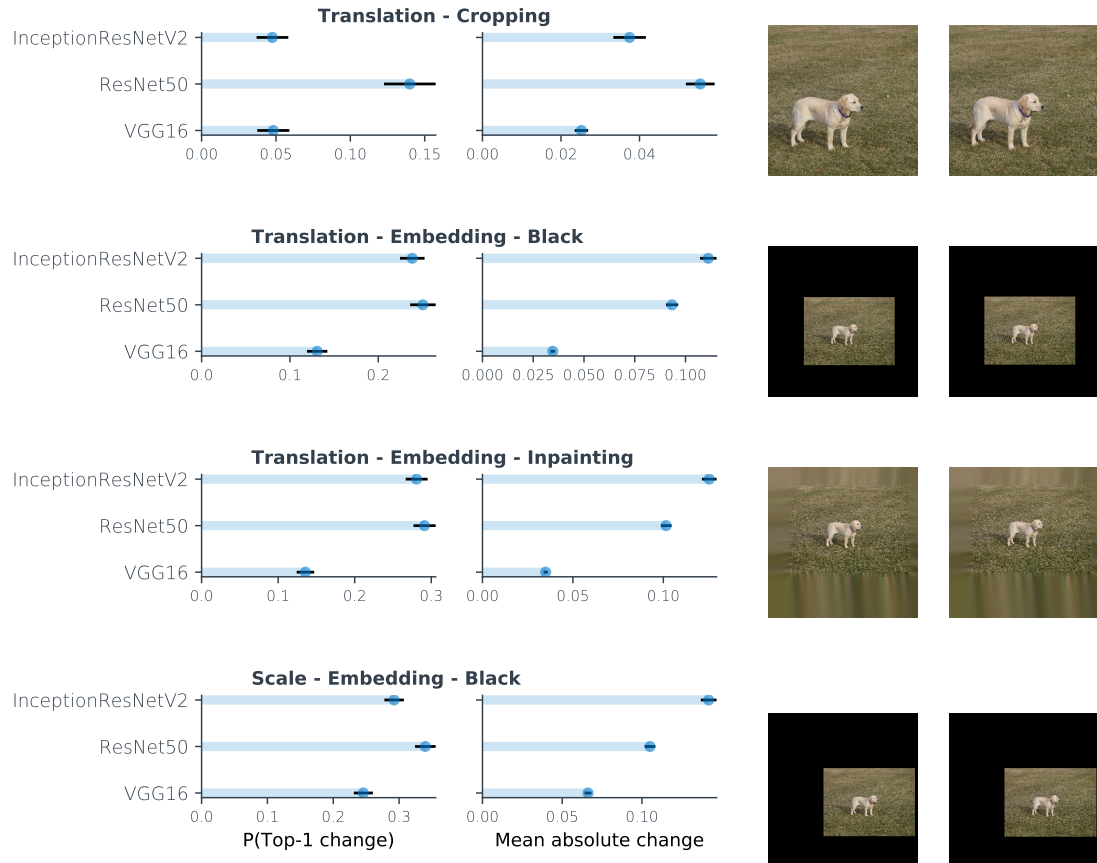 Translation - Cropping
InceptionResNetV2
ResNet50
VGG16
0.00 0.05 0.10 0.15 0.00 0.02 0.04
Translation - Embedding - Black
InceptionResNetV2
ResNet50
VGG16
0.0 0.1 0.2 0.000 0.025 0.050 0.075 0.100
Translation - Embedding - Inpainting
InceptionResNetV2
ResNet50
VGG16
0.0 0.1 0.2 0.3 0.00 0.05 0.10
Scale - Embedding - Black
InceptionResNetV2
ResNet50
VGG16
0.0 0.1 0.2 0.3 0.00 0.05 0.10
P(Top-1 change) Mean absolute change